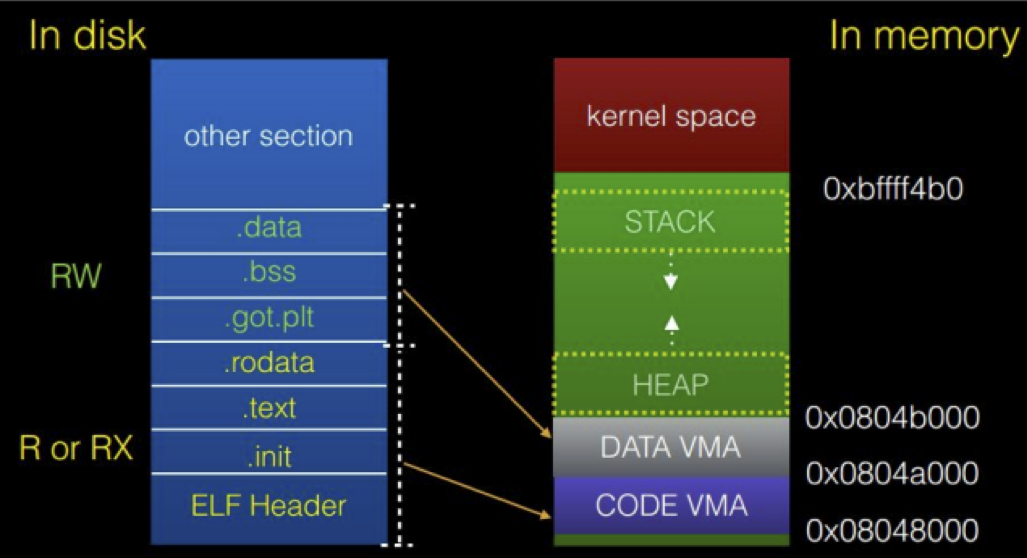 In disk
In memory
other section
.data
.bss
.got.plt
.rodata
.text
.init
ELF Header
RW
R or RX
kernel space
STACK
HEAP
DATA VMA
CODE VMA
0xbffff4b0
0x0804b000
0x0804a000
0x08048000